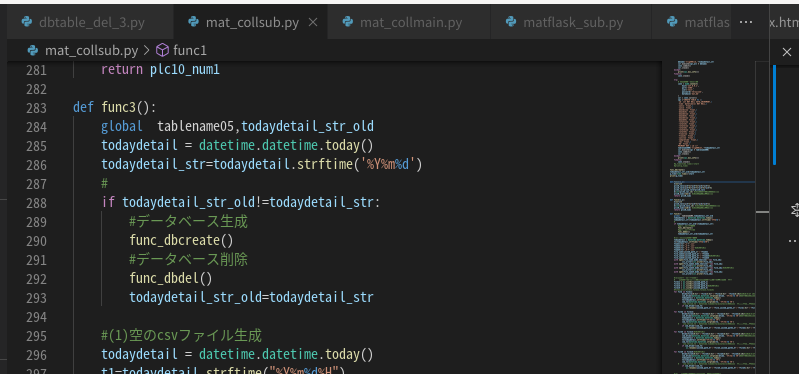 dbtable_del_3.py mat_collsub.py mat_collmain.py matflask_sub.py matflas ... x.htm
mat_collsub.py > func1
281 return plc10_num1
282
283 def func3():
284 global tablename05,todaydetail_str_old
285 todaydetail = datetime.datetime.today()
286 todaydetail_str=todaydetail.strftime('%Y%m%d')
287 #
288 if todaydetail_str_old!=todaydetail_str:
289 #データベース生成
290 func_dbcreate()
291 #データベース削除
292 func_dbdel()
293 todaydetail_str_old=todaydetail_str
294
295 #(1)空のcsvファイル生成
296 todaydetail = datetime.datetime.today()
297 t1=todaydetail.strftime("%Y%m%d%H")